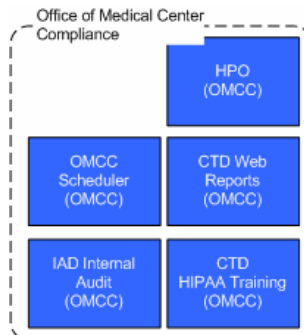 Office of Medical Center
Compliance
HPO
(OMCC)
OMCC
Scheduler
(OMCC)
CTD Web
Reports
(OMCC)
IAD Internal
Audit
(OMCC)
CTD
HIPAA Training
(OMCC)